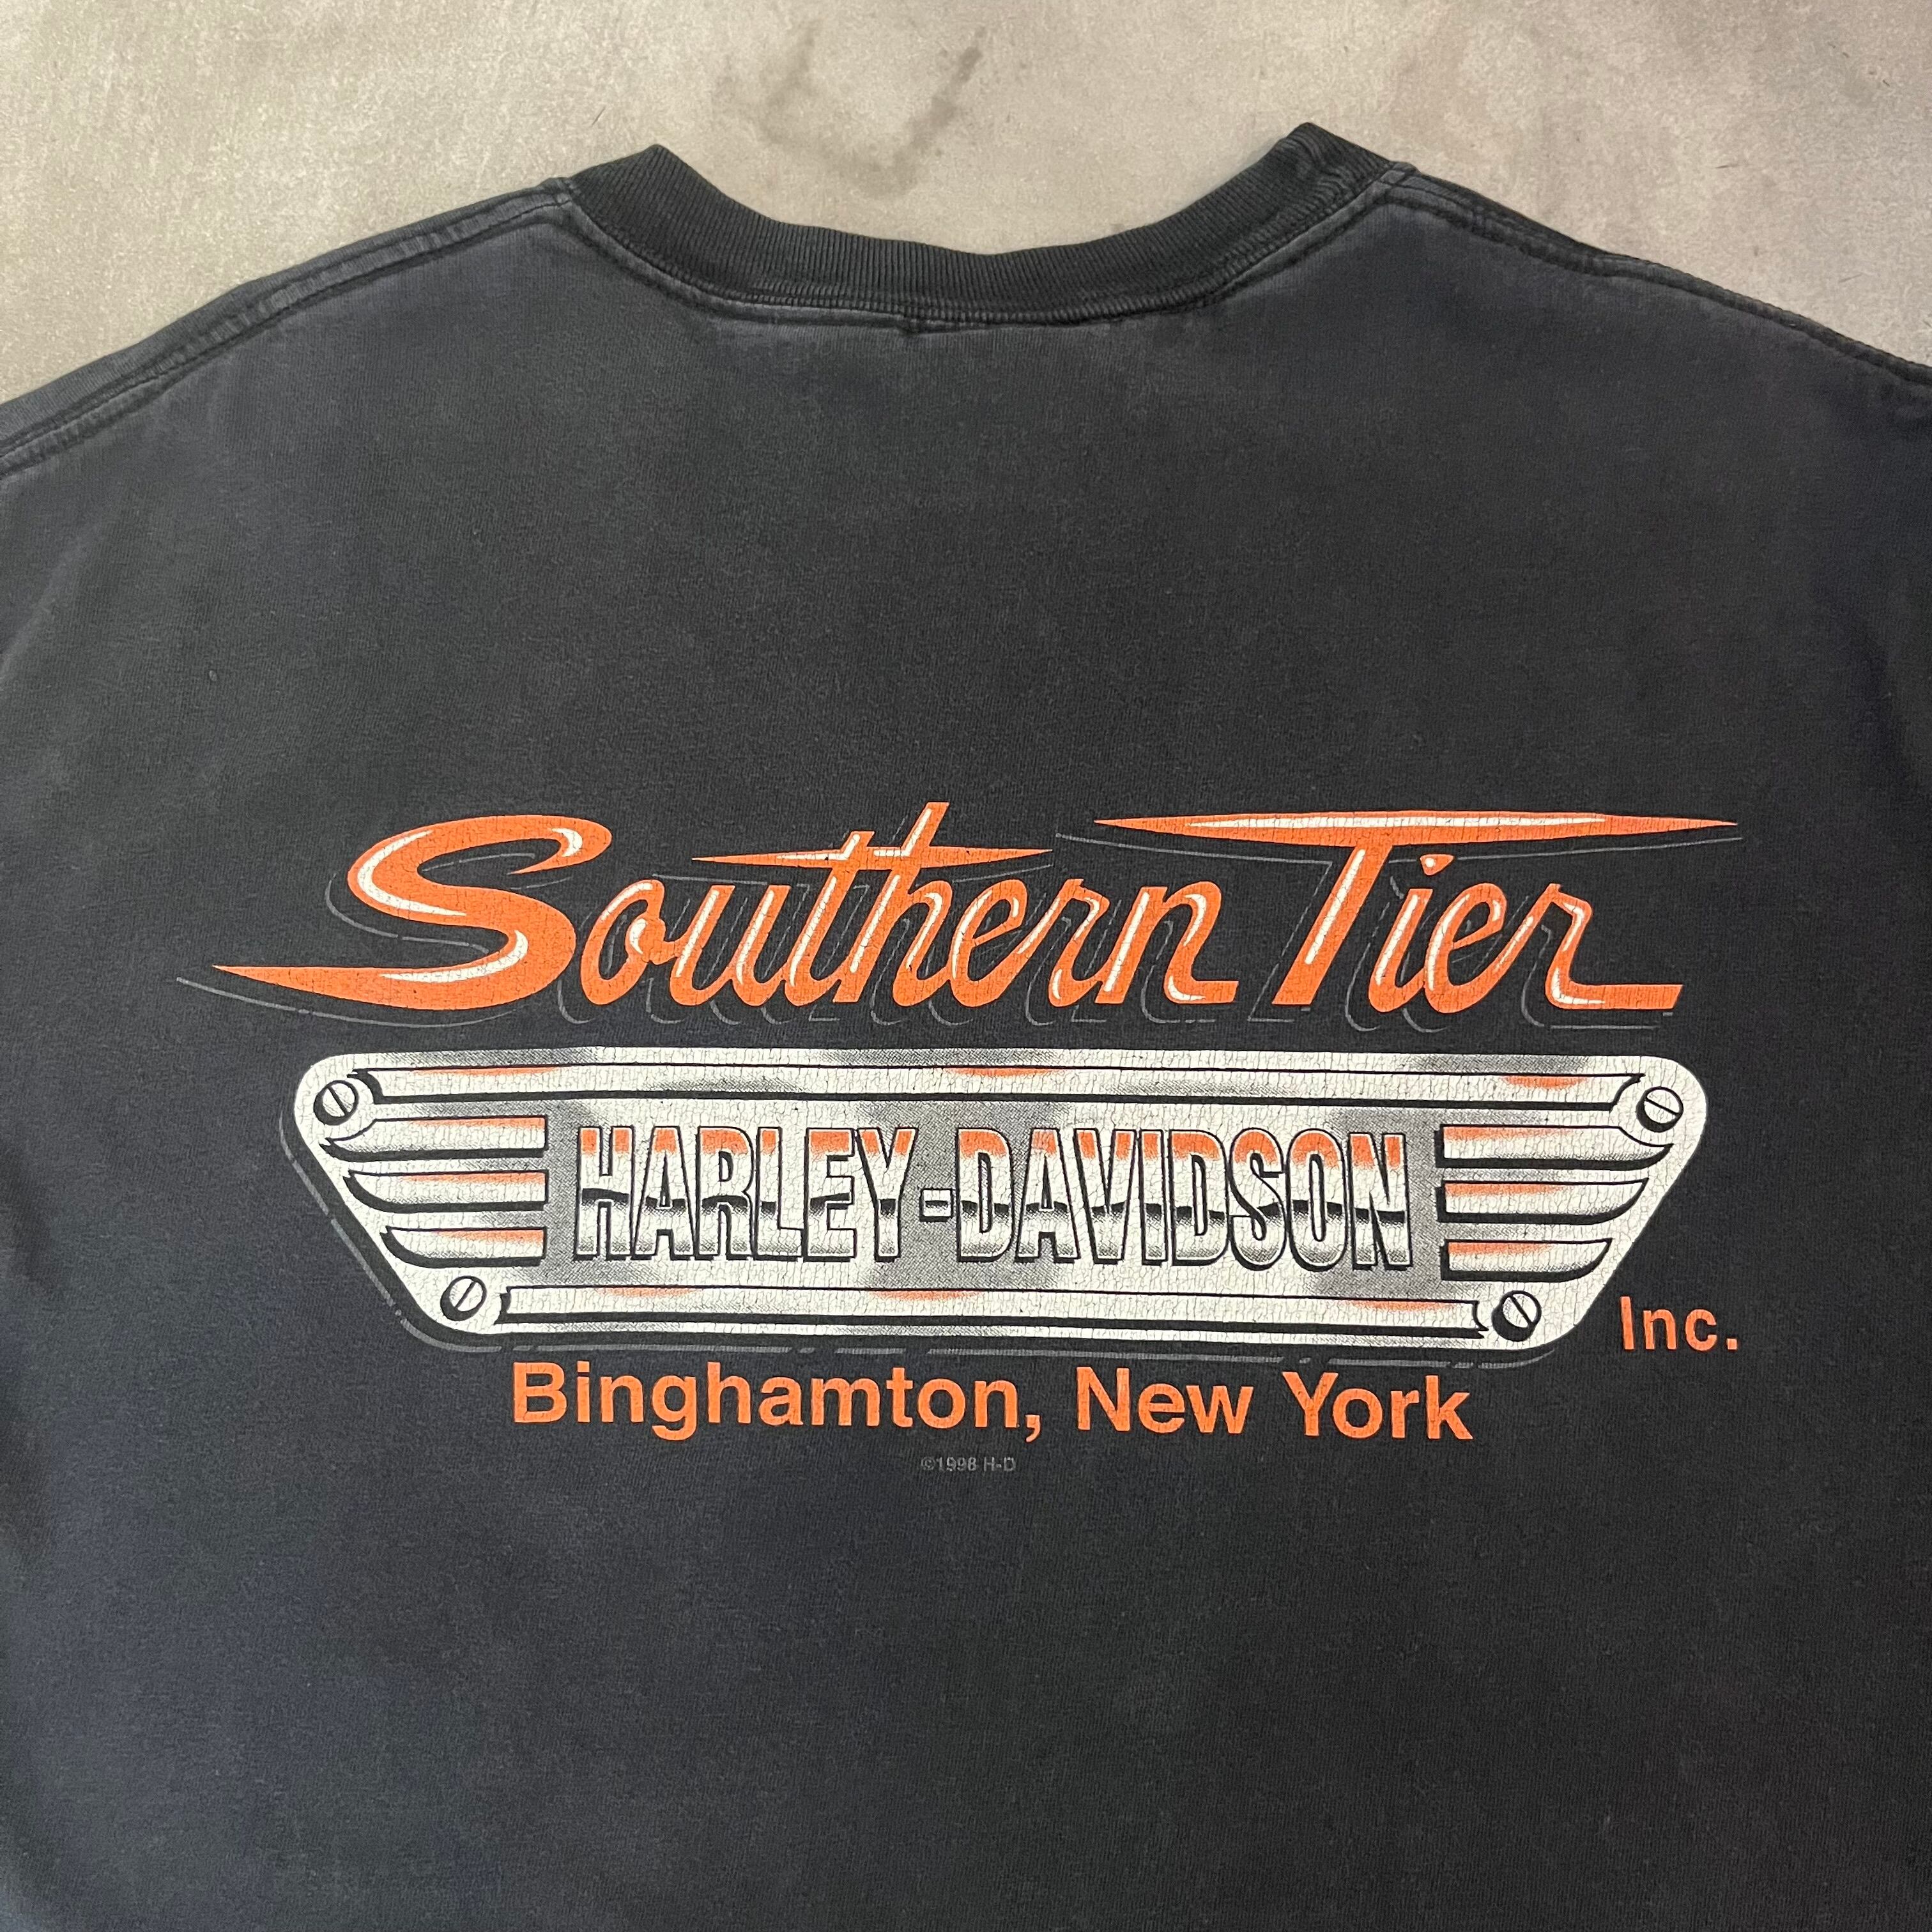 Southern Tier
HARLEY-DAVIDSON
Inc.
Binghamton, New York
©1998 H-D